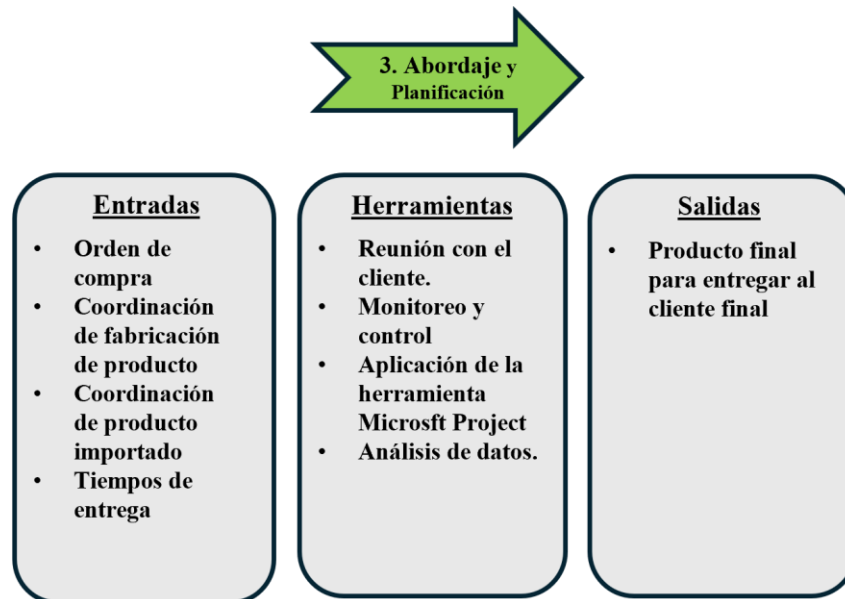 3. Abordaje y
Planificación
Entradas
• Orden de
compra
• Coordinación
de fabricación
de producto
• Coordinación
de producto
importado
• Tiempos de
entrega
Herramientas
• Reunión con el
cliente.
• Monitoreo y
control
• Aplicación de la
herramienta
Microsft Project
• Análisis de datos.
Salidas
• Producto final
para entregar al
cliente final